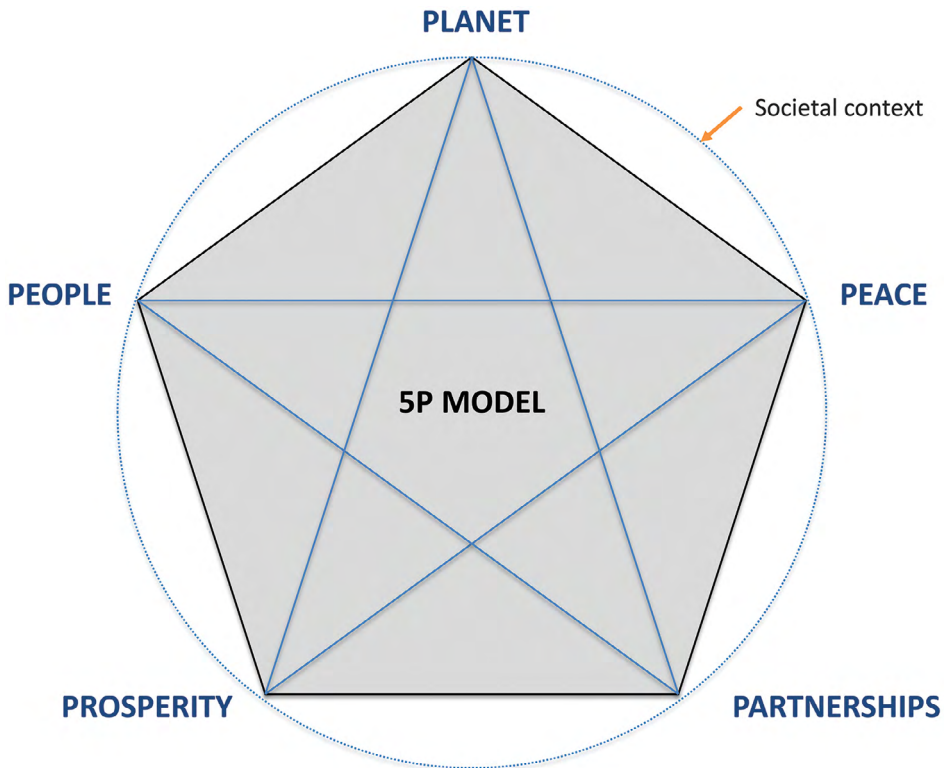 PLANET
Societal context
PEOPLE
PEACE
5P MODEL
PROSPERITY
PARTNERSHIPS